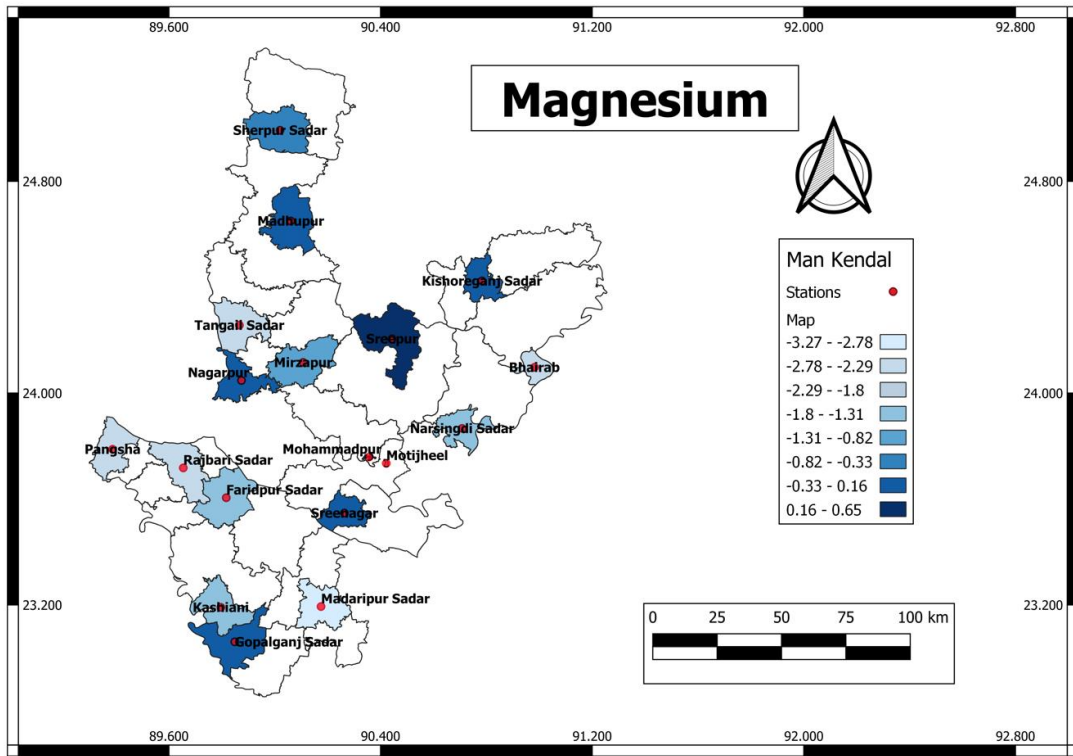 89.600 90.400 91.200 92.000 92.800
Magnesium
Sherpur Sadar
24.800 24.800
Madhupur
Kishoreganj Sadar
Man Kendal
Stations
Map
-3.27 - -2.78
-2.78 - -2.29
-2.29 - -1.8
-1.8 - -1.31
-1.31 - -0.82
-0.82 - -0.33
-0.33 - 0.16
0.16 - 0.65
Tangail Sadar
Sreepur
Mirzapur
Nagarpur
Bhairab
24.000 24.000
Narsingdi Sadar
Pangsha
Mohammadpur
Motijheel
Rajbari Sadar
Faridpur Sadar
Sreenagar
Madaripur Sadar
Kashiani
23.200 23.200
0 25 50 75 100 km
Gopalganj Sadar
89.600 90.400 91.200 92.000 92.800